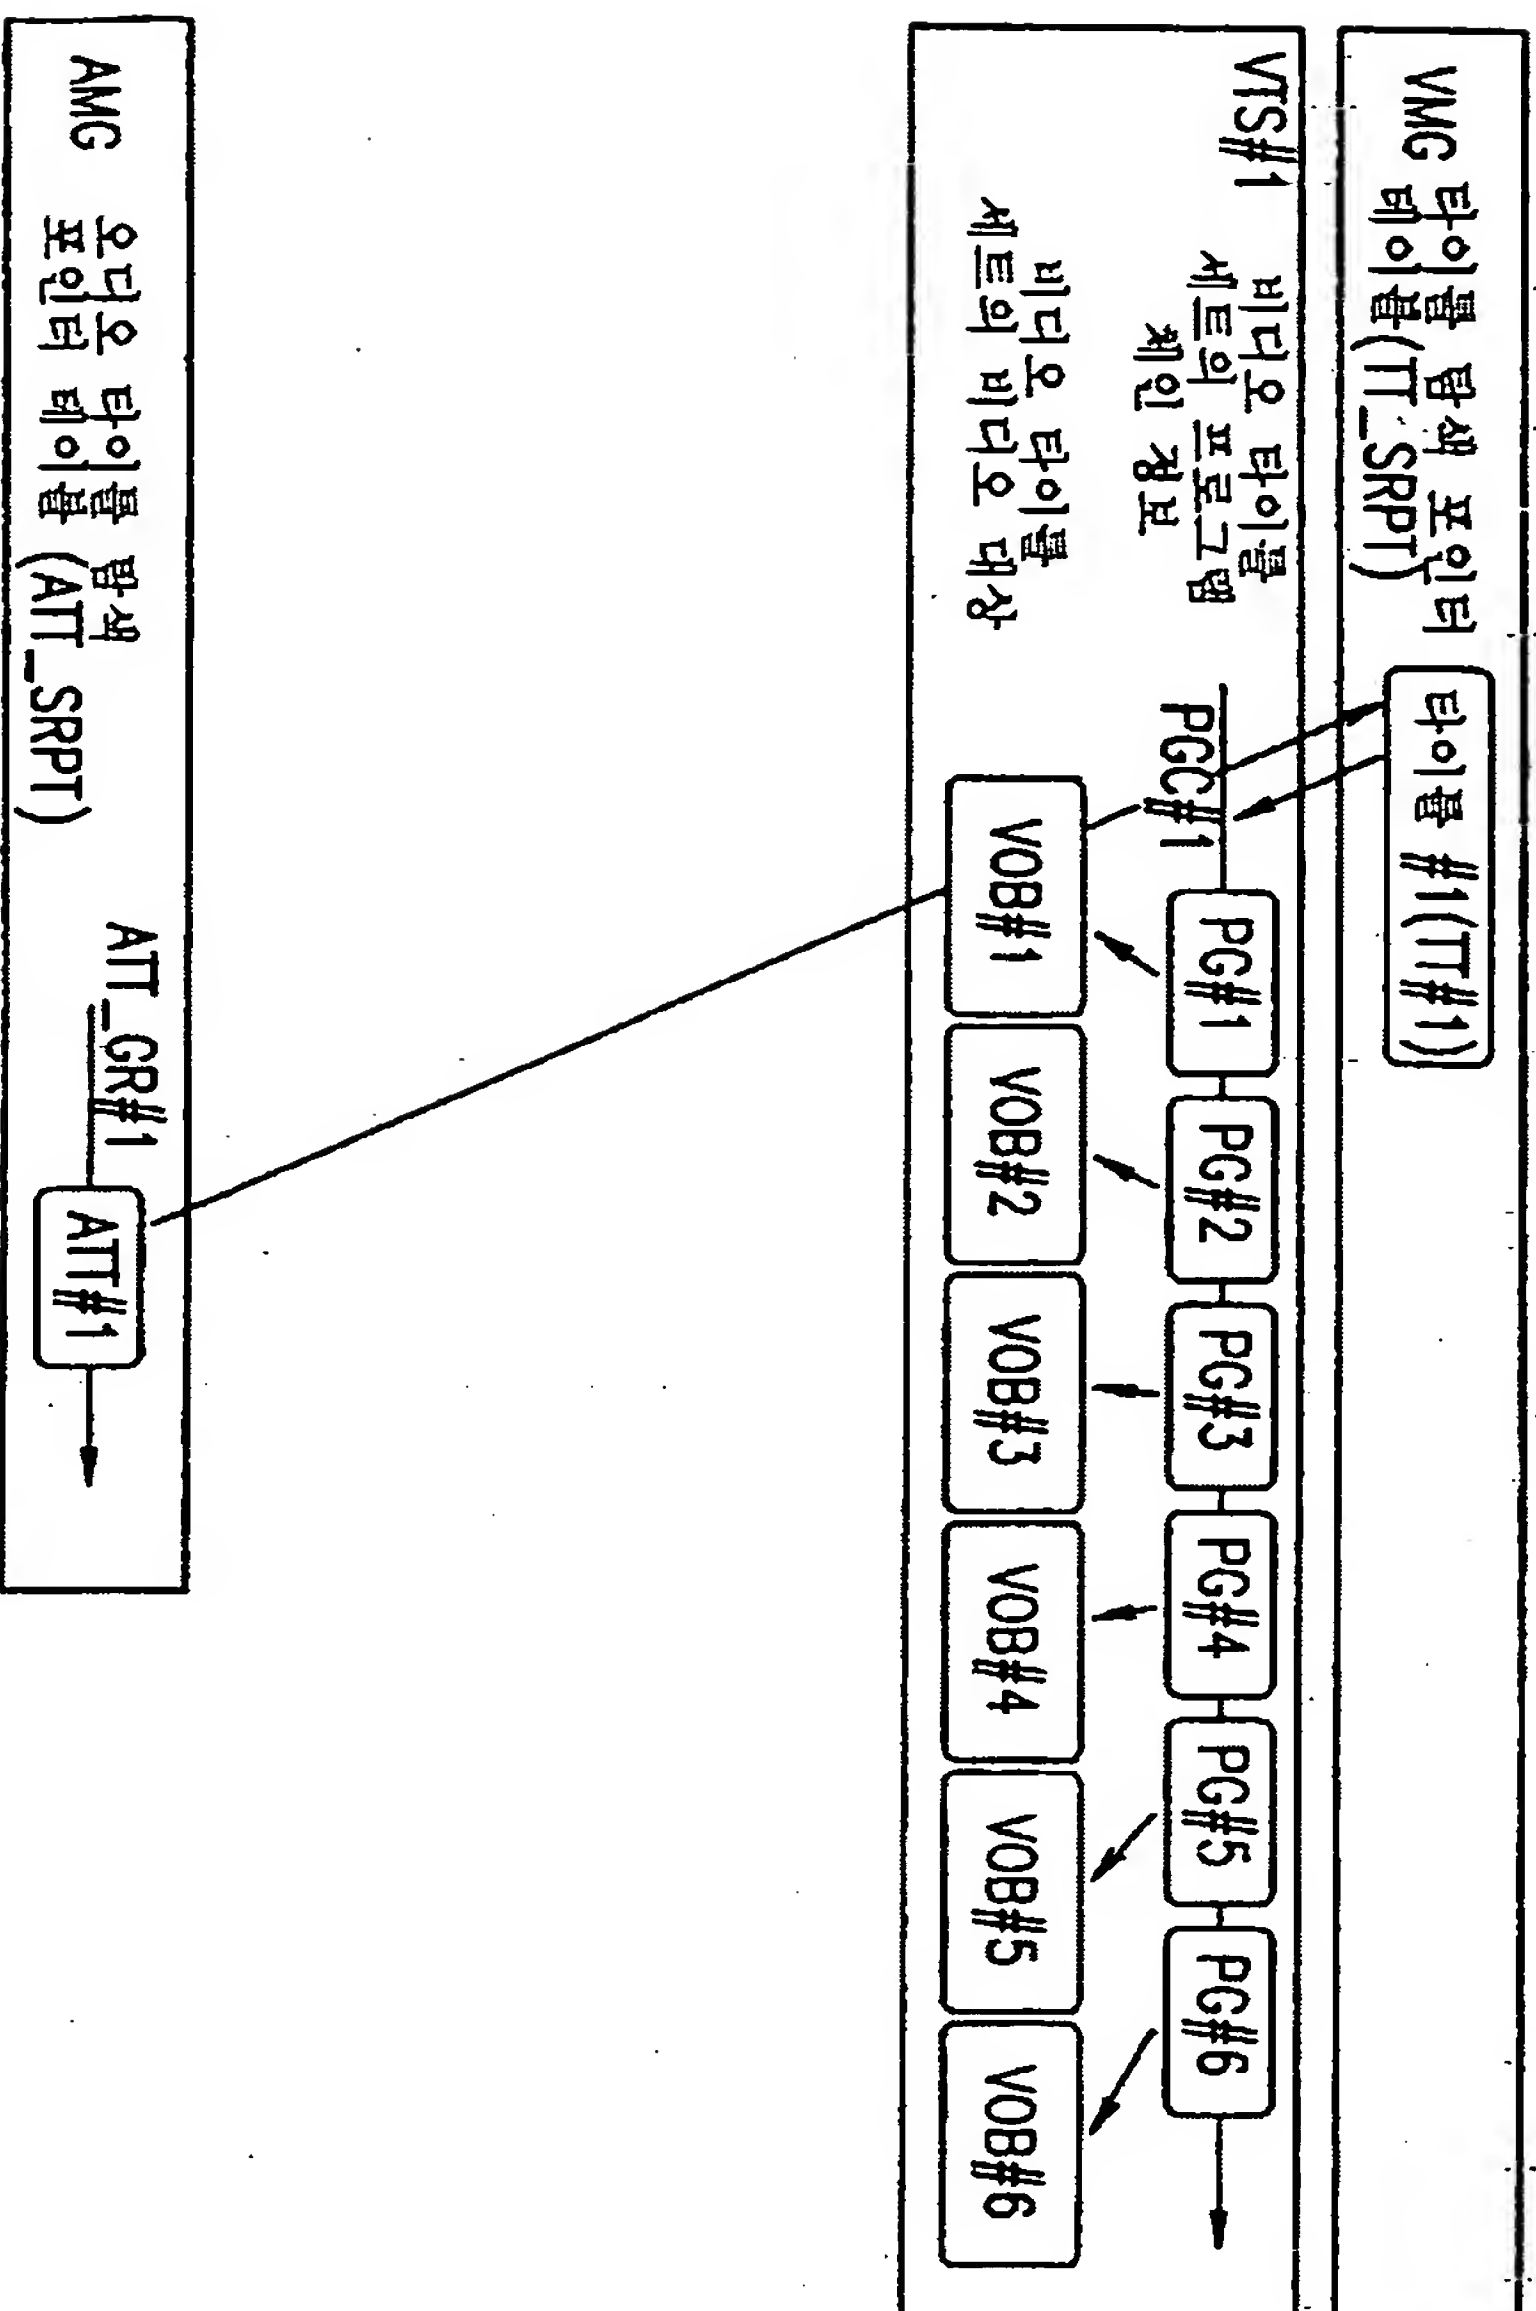 VMG
타이틀 탐색 포인터
테이블(TT_SRPT)
타이틀 #1(TT#1)
VTS#1
비디오 타이틀
세트의 프로그램
체인 정보
PGC#1
PG#1
PG#2
PG#3
PG#4
PG#5
PG#6
비디오 타이틀
세트의 비디오 대상
VOB#1
VOB#2
VOB#3
VOB#4
VOB#5
VOB#6
AMG
오디오 타이틀 탐색
포인터 테이블 (ATT_SRPT)
ATT_GR#1
ATT#1